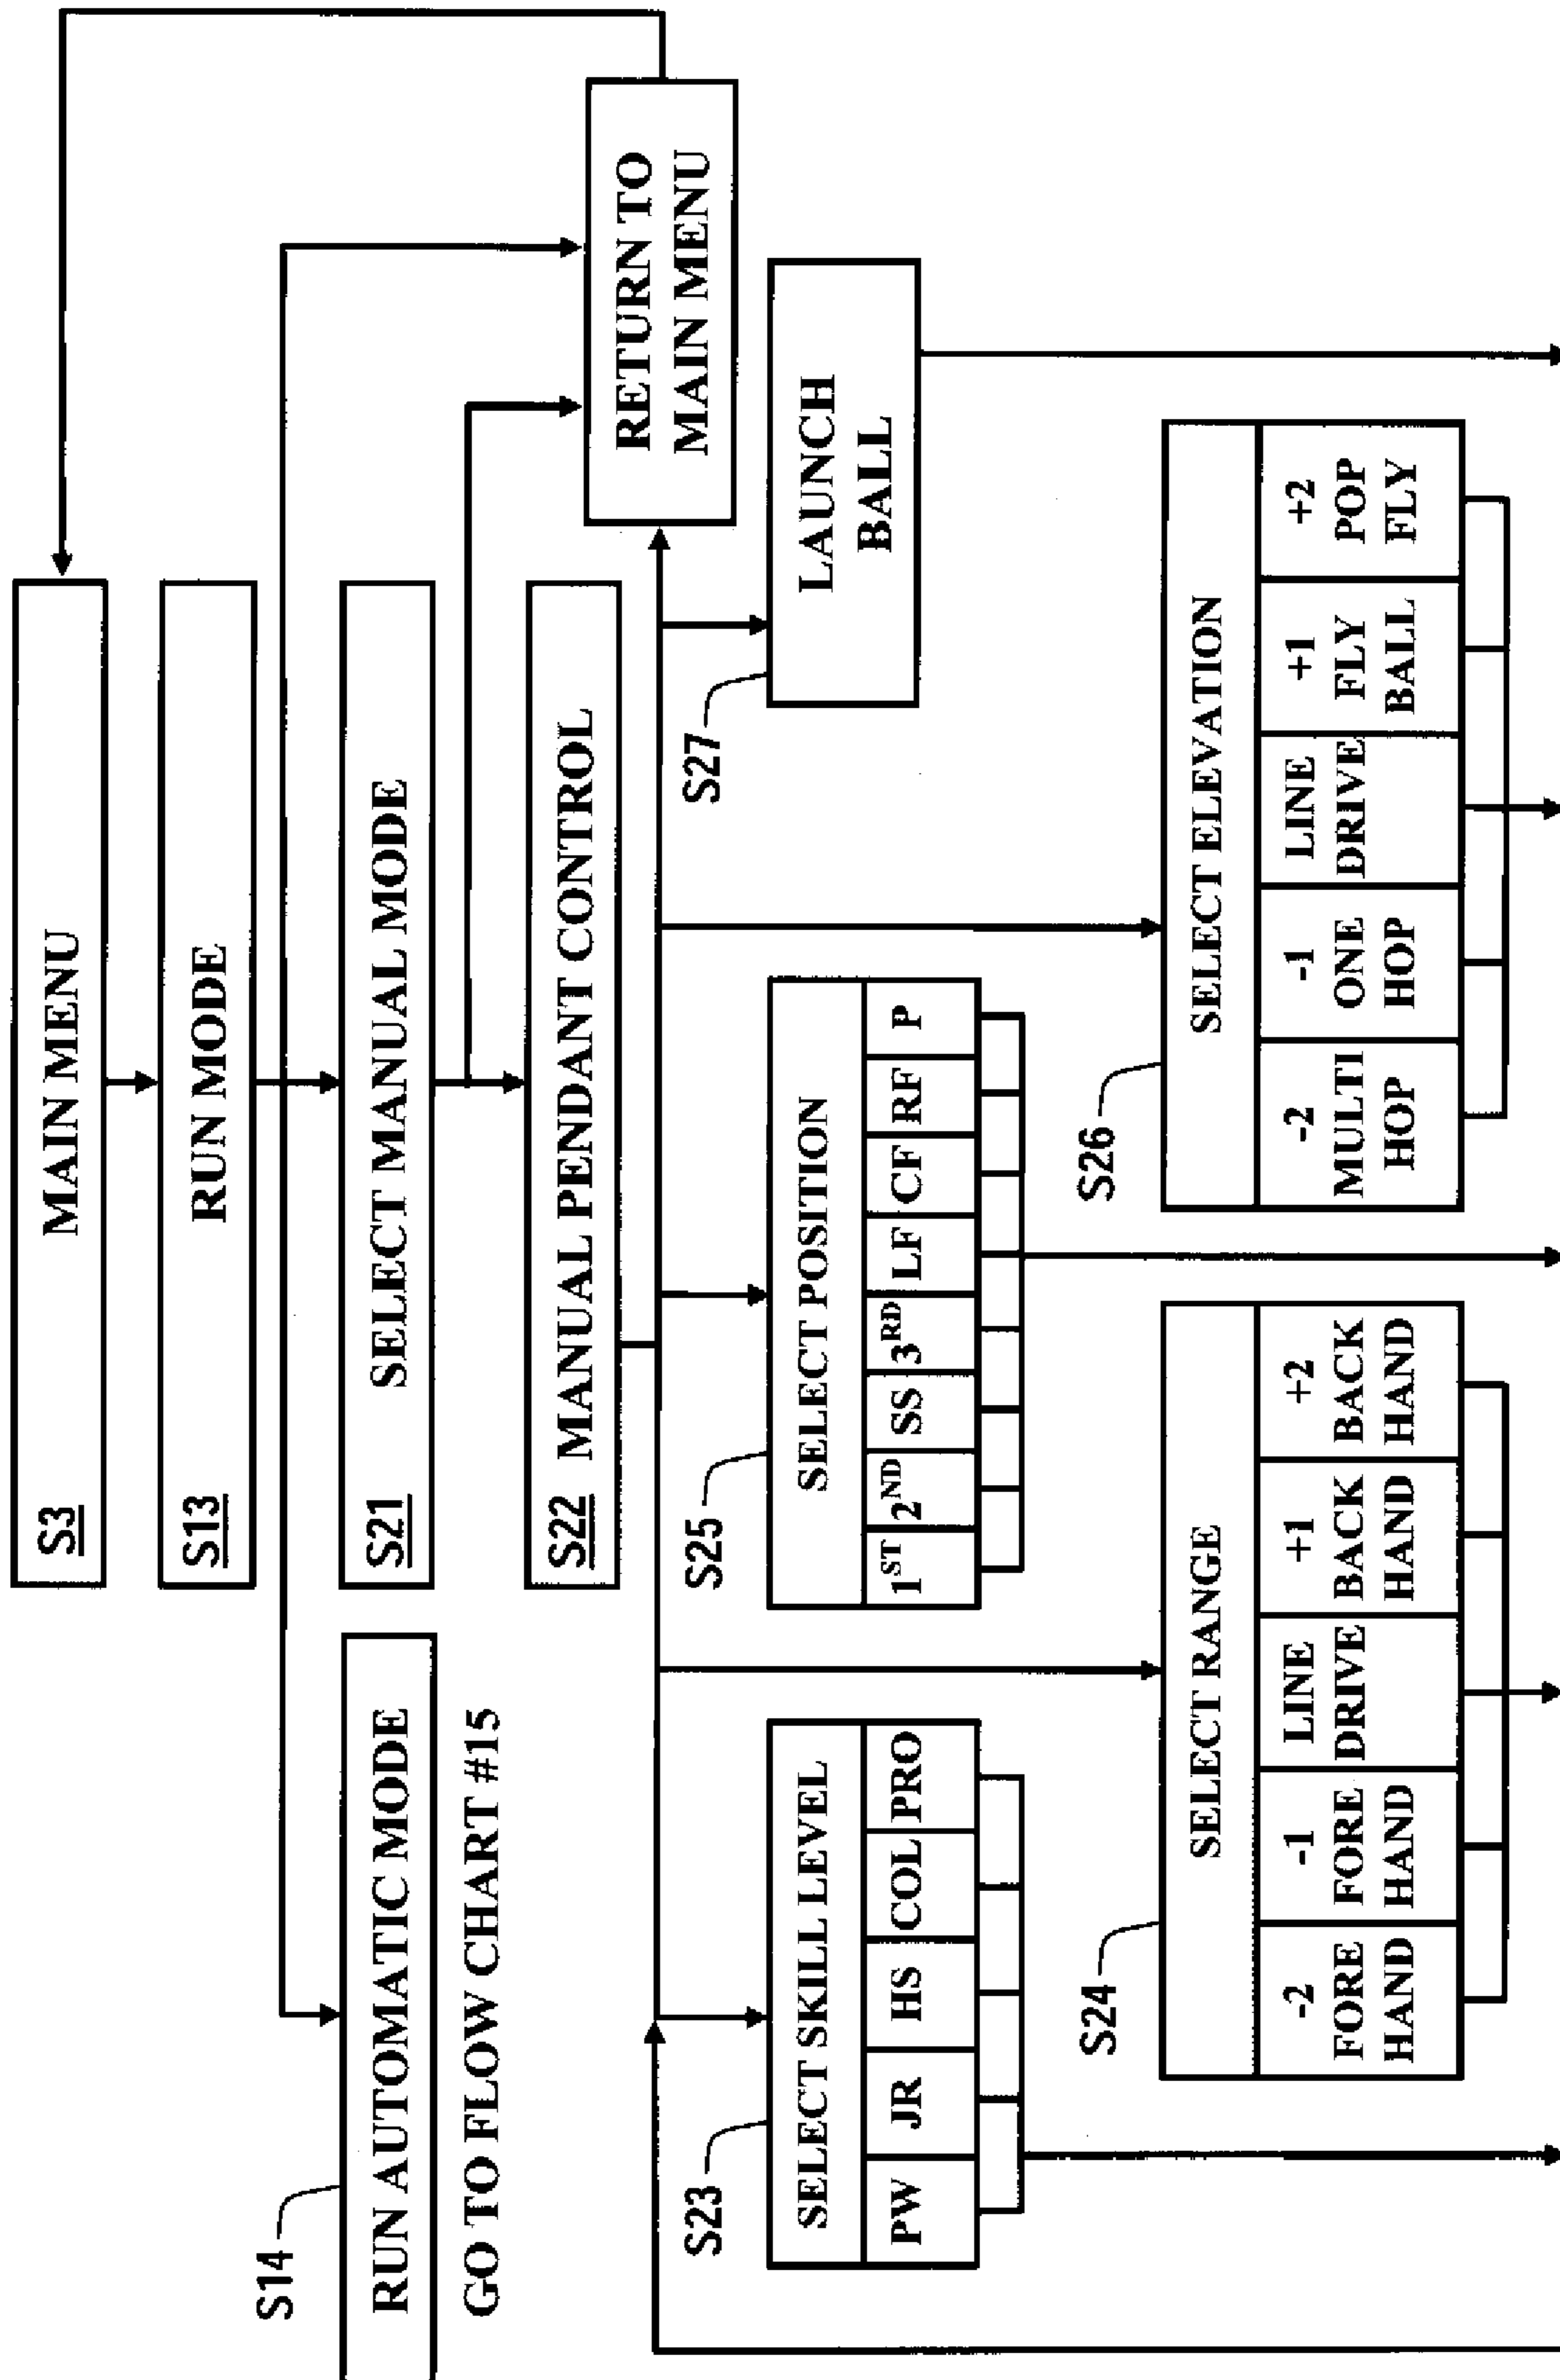 S3 MAIN MENU
S13 RUN MODE
S14
RUN AUTOMATIC MODE
GO TO FLOW CHART #15
S21 SELECT MANUAL MODE
S22 MANUAL PENDANT CONTROL
RETURN TO
MAIN MENU
S23
SELECT SKILL LEVEL
PW JR HS COL PRO
S25
SELECT POSITION
1ST 2ND SS 3RD LF CF RF P
S27
LAUNCH
BALL
S24
SELECT RANGE
-2 -1 LINE +1 +2
FORE FORE DRIVE BACK BACK
HAND HAND HAND HAND
S26
SELECT ELEVATION
-2 -1 LINE +1 +2
MULTI ONE DRIVE FLY POP
HOP HOP BALL FLY